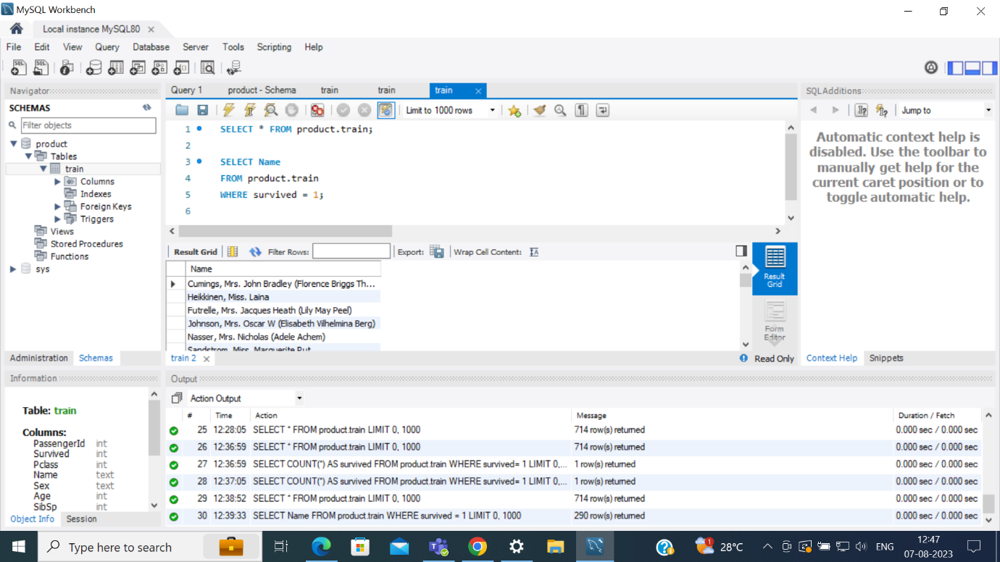 MySQL Workbench
Local instance MySQL80
File Edit View Query Database Server Tools Scripting Help
Navigator
SCHEMAS
Filter objects
product
Tables
train
Columns
Indexes
Foreign Keys
Triggers
Views
Stored Procedures
Functions
sys
Administration Schemas
Query 1 product - Schema train train train
Limit to 1000 rows
1 SELECT * FROM product.train;
2
3 SELECT Name
4 FROM product.train
5 WHERE survived = 1;
6
Result Grid Filter Rows: Export: Wrap Cell Content:
Name
Cumings, Mrs. John Bradley (Florence Briggs Th...
Heikkinen, Miss. Laina
Futrelle, Mrs. Jacques Heath (Lily May Peel)
Johnson, Mrs. Oscar W (Elisabeth Vilhelmina Berg)
Nasser, Mrs. Nicholas (Adele Achem)
Sandstrom, Miss. Marguerite Rut
Result
Grid
Form
Editor
train 2
Read Only
SQLAdditions
Jump to
Automatic context help is
disabled. Use the toolbar to
manually get help for the
current caret position or to
toggle automatic help.
Context Help Snippets
Information
Table: train
Columns:
PassengerId int
Survived int
Pclass int
Name text
Sex text
Age int
SibSp int
Object Info Session
Output
Action Output
# Time Action Message Duration / Fetch
25 12:28:05 SELECT * FROM product.train LIMIT 0, 1000 714 row(s) returned 0.000 sec / 0.000 sec
26 12:36:59 SELECT * FROM product.train LIMIT 0, 1000 714 row(s) returned 0.000 sec / 0.000 sec
27 12:36:59 SELECT COUNT(*) AS survived FROM product.train WHERE survived= 1 LIMIT 0,... 1 row(s) returned 0.000 sec / 0.000 sec
28 12:37:05 SELECT COUNT(*) AS survived FROM product.train WHERE survived= 1 LIMIT 0,... 1 row(s) returned 0.000 sec / 0.000 sec
29 12:38:52 SELECT * FROM product.train LIMIT 0, 1000 714 row(s) returned 0.000 sec / 0.000 sec
30 12:39:33 SELECT Name FROM product.train WHERE survived = 1 LIMIT 0, 1000 290 row(s) returned 0.000 sec / 0.000 sec
Type here to search
1 28°C ENG
12:47
07-08-2023